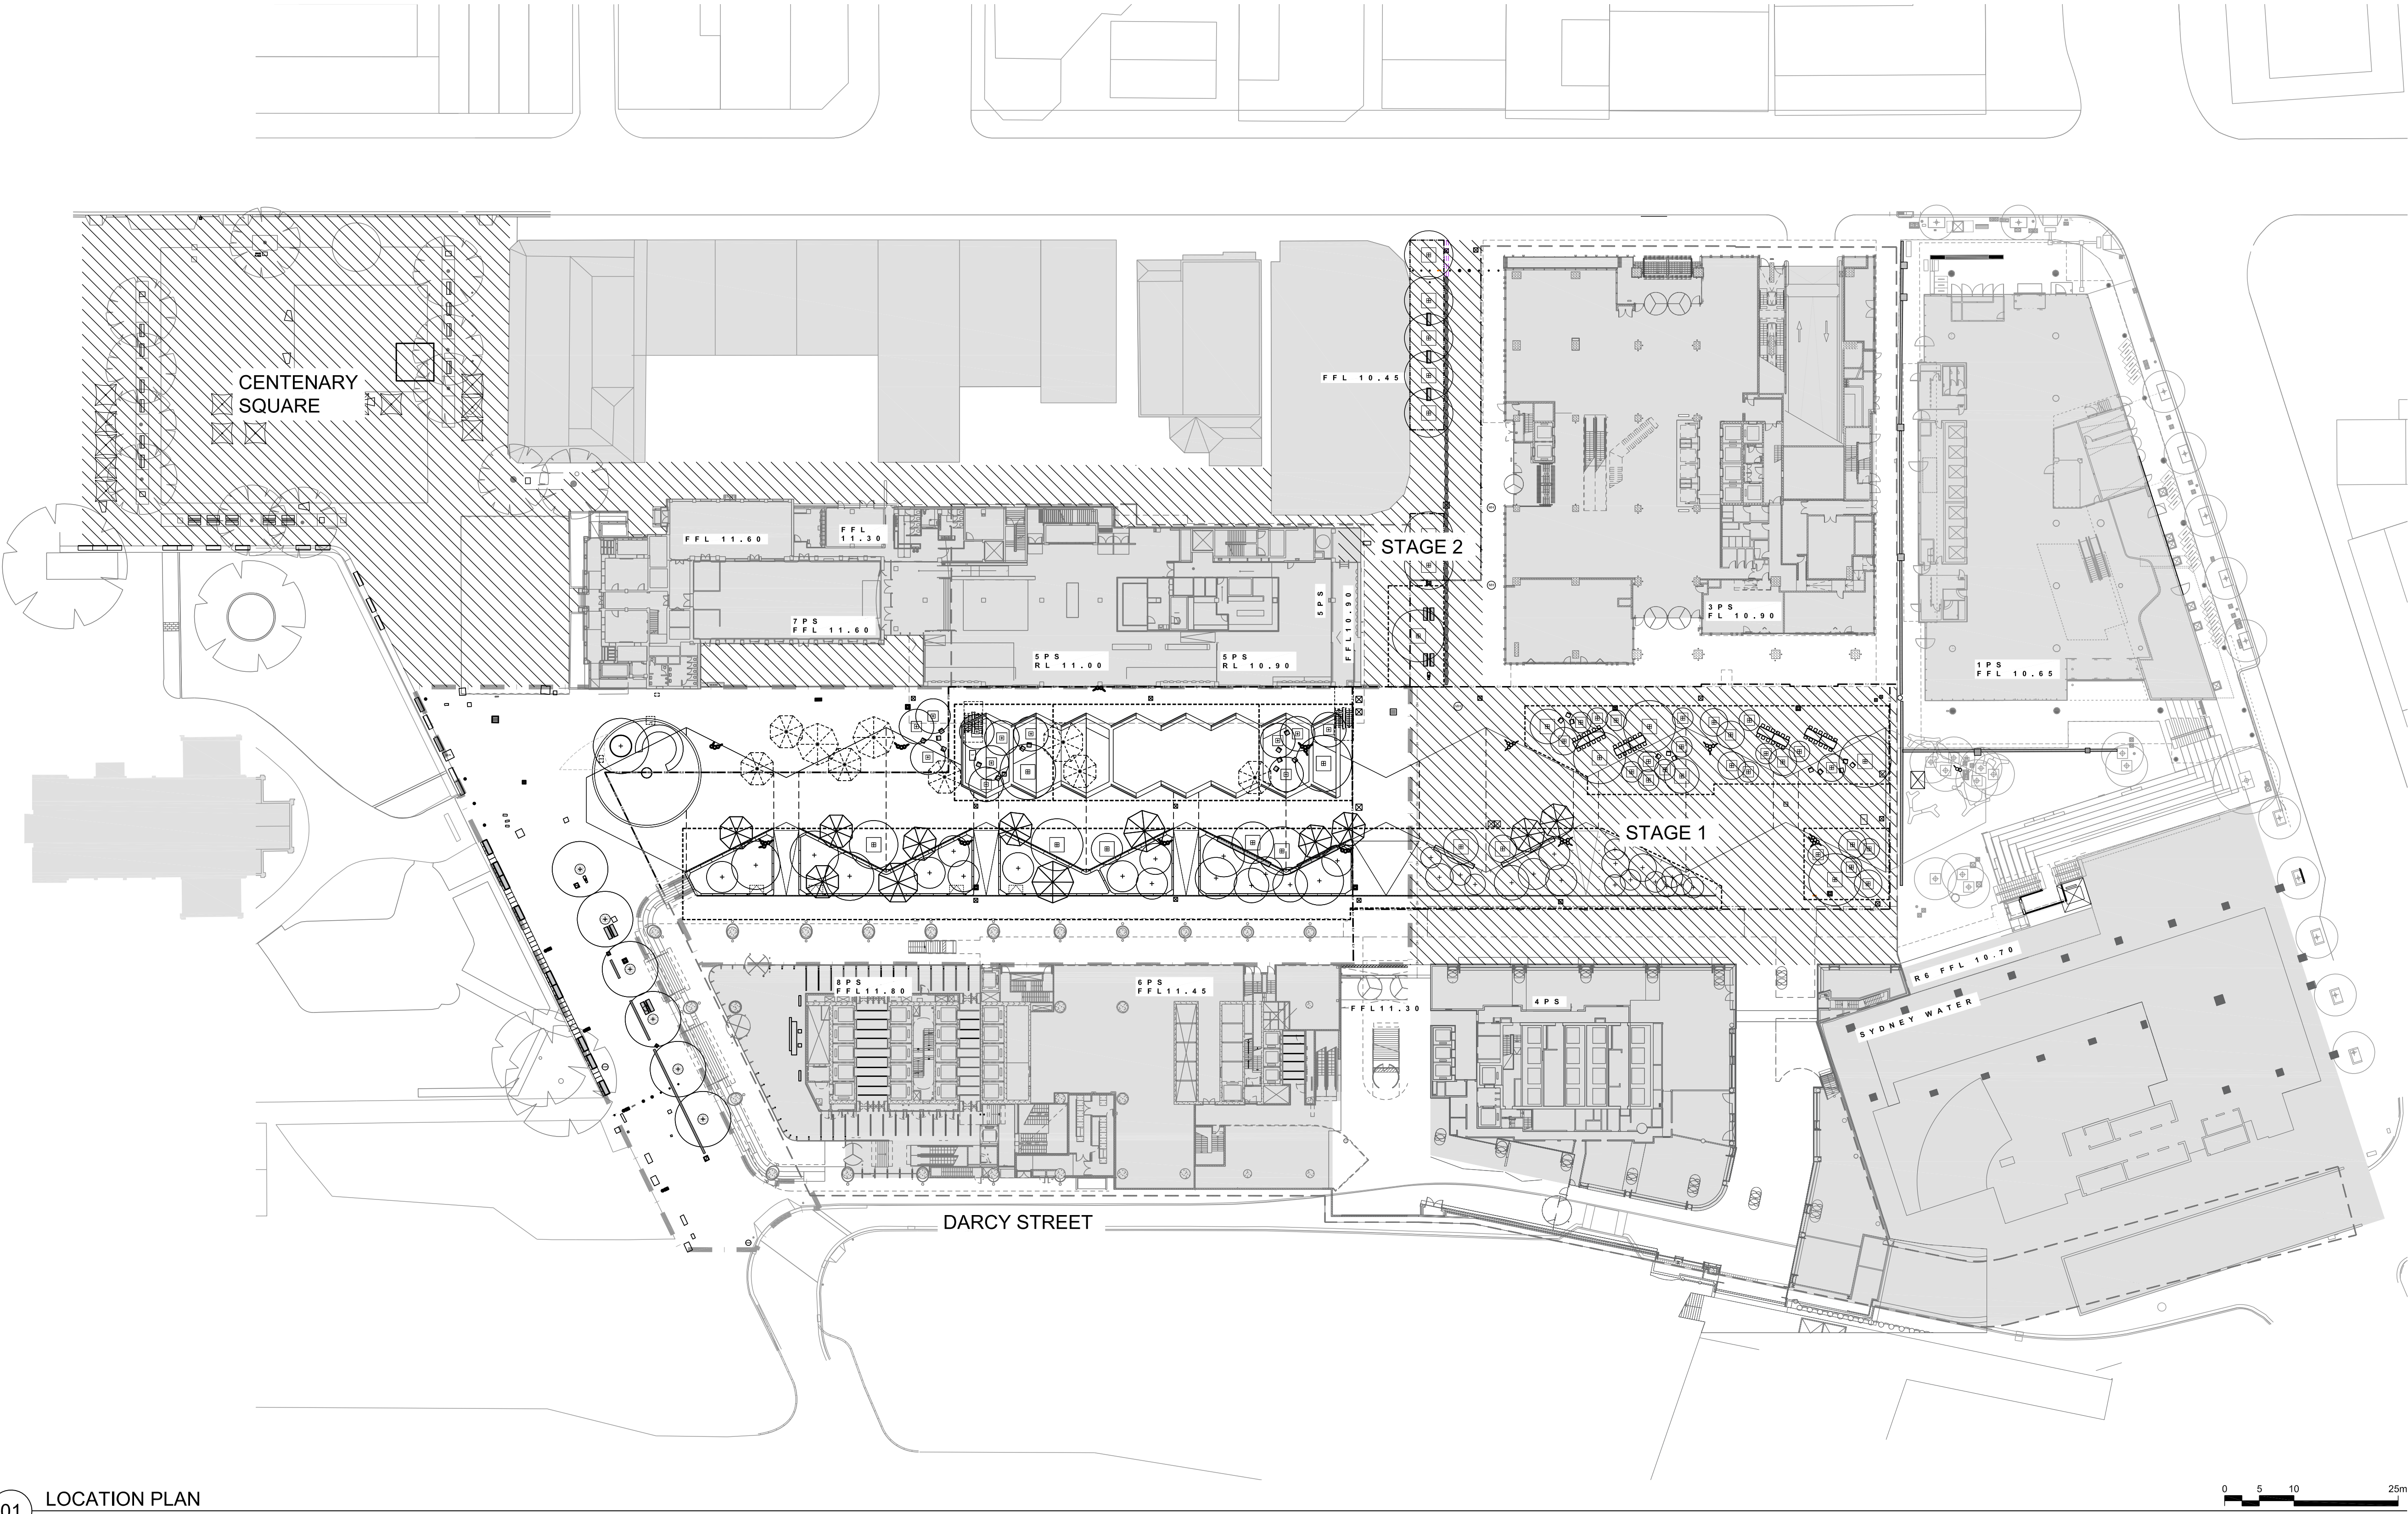 CENTENARY
SQUARE
FFL 10.45
FFL 11.60
FFL
11.30
STAGE 2
5PS
FFL10.90
7PS
FFL 11.60
5PS
RL 11.00
5PS
RL 10.90
3PS
FL 10.90
1PS
FFL 10.65
STAGE 1
8PS
FFL11.80
6PS
FFL11.45
FFL11.30
4PS
R6 FFL 10.70
SYDNEY WATER
DARCY STREET
01
LOCATION PLAN
0 5 10 25m